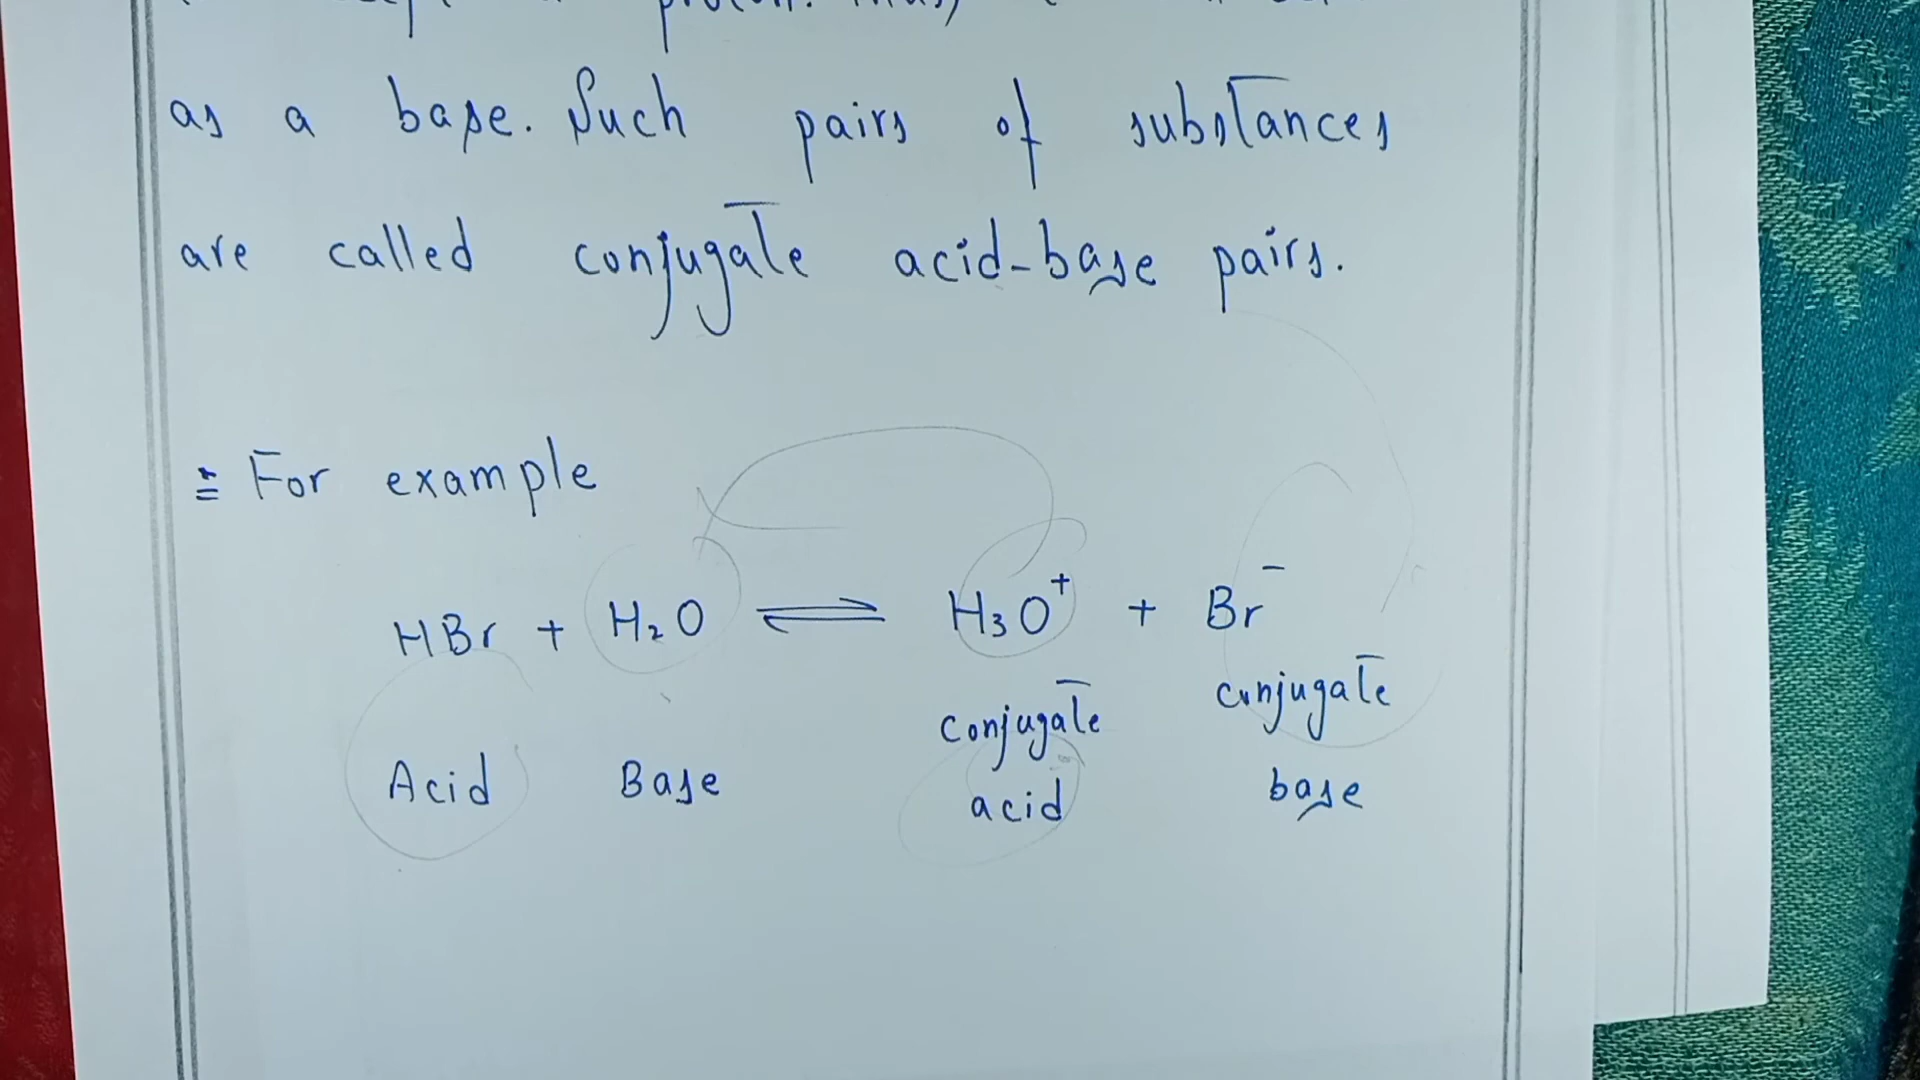 as a base. Such pairs of substances
are called conjugate acid-base pairs.
For example
HBr + H₂O ⇌ H₃O⁺ + Br⁻
Acid Base conjugate acid conjugate base